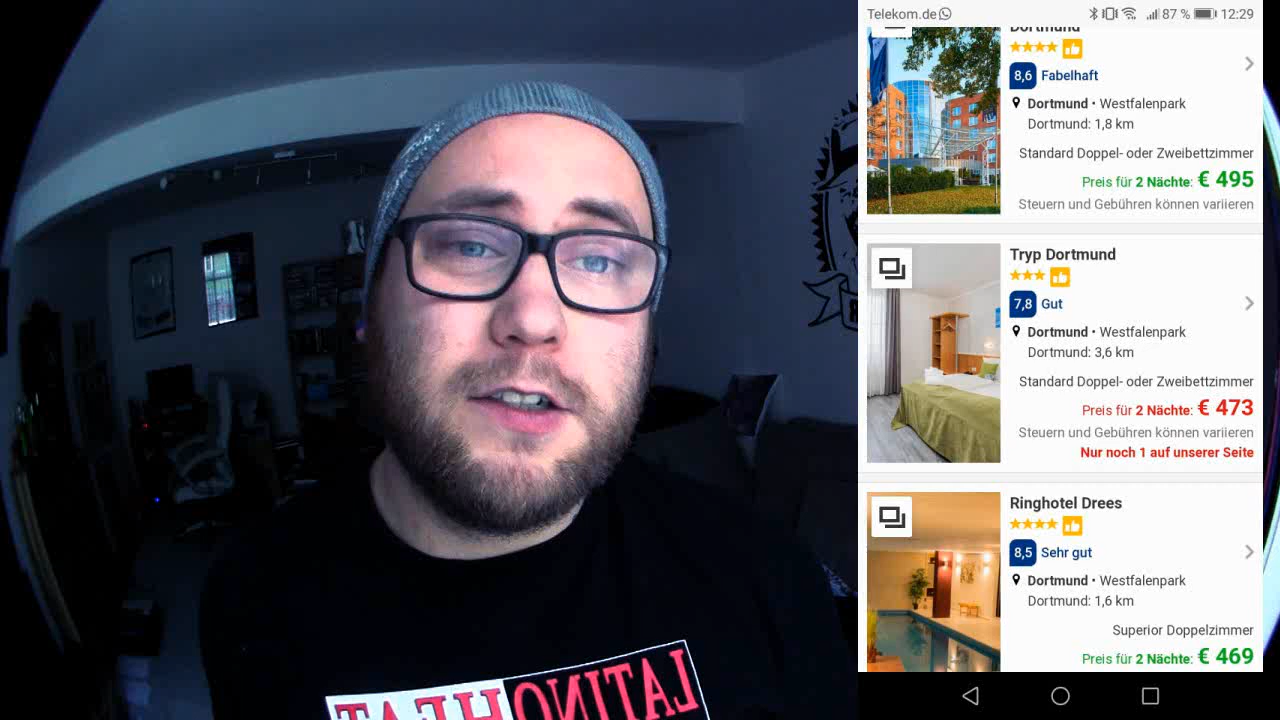 Telekom.de
87 % 12:29
Dortmund
8,6 Fabelhaft
Dortmund • Westfalenpark
Dortmund: 1,8 km
Standard Doppel- oder Zweibettzimmer
Preis für 2 Nächte: € 495
Steuern und Gebühren können variieren
Tryp Dortmund
7,8 Gut
Dortmund • Westfalenpark
Dortmund: 3,6 km
Standard Doppel- oder Zweibettzimmer
Preis für 2 Nächte: € 473
Steuern und Gebühren können variieren
Nur noch 1 auf unserer Seite
Ringhotel Drees
8,5 Sehr gut
Dortmund • Westfalenpark
Dortmund: 1,6 km
Superior Doppelzimmer
Preis für 2 Nächte: € 469
LATINO HEAT